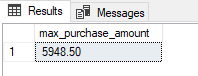 Results Messages
max_purchase_amount
1 5948.50